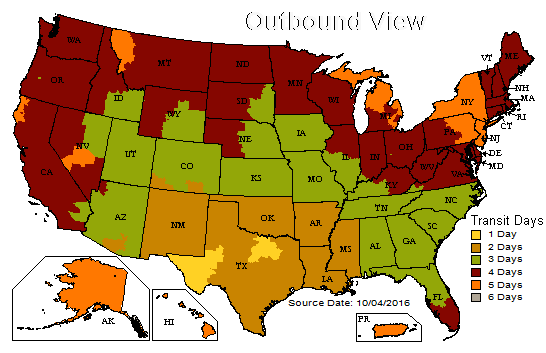 Outbound View
WA
MT
ND
MN
VT
ME
OR
ID
SD
WI
MI
NY
NH
MA
RI
CT
WY
NE
IA
PA
NJ
DE
MD
NV
UT
CO
KS
MO
ID
IN
OH
WV
VA
CA
KY
AZ
NM
OK
AR
TN
NC
SC
TX
LA
MS
AL
GA
FL
AK
HI
PR
Transit Days
1 Day
2 Days
3 Days
4 Days
5 Days
6 Days
Source Date: 10/04/2016